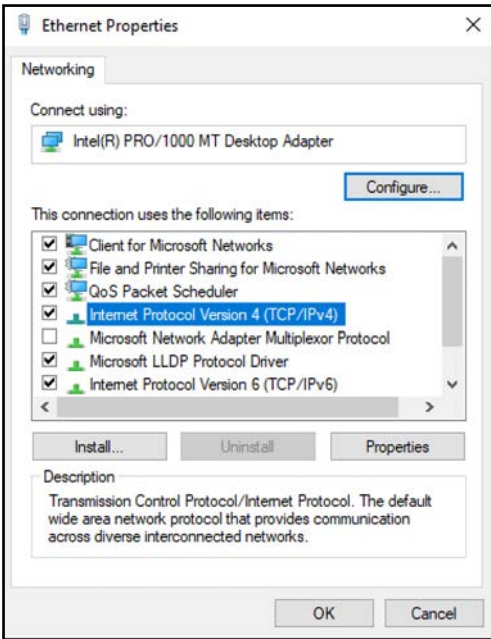 Ethernet Properties
Networking
Connect using:
Intel(R) PRO/1000 MT Desktop Adapter
Configure...
This connection uses the following items:
Client for Microsoft Networks
File and Printer Sharing for Microsoft Networks
QoS Packet Scheduler
Internet Protocol Version 4 (TCP/IPv4)
Microsoft Network Adapter Multiplexor Protocol
Microsoft LLDP Protocol Driver
Internet Protocol Version 6 (TCP/IPv6)
Install... Uninstall Properties
Description
Transmission Control Protocol/Internet Protocol. The default
wide area network protocol that provides communication
across diverse interconnected networks.
OK Cancel